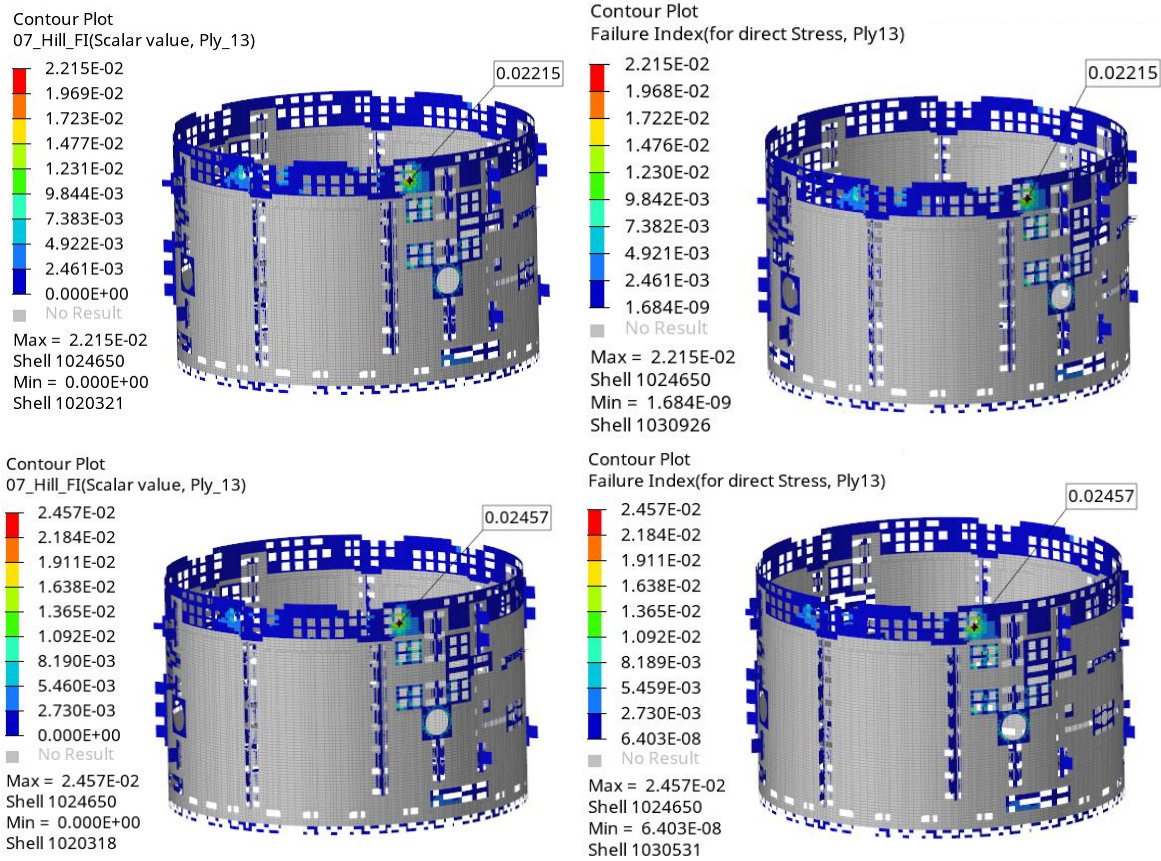 Contour Plot
07_Hill_FI(Scalar value, Ply_13)
2.215E-02
1.969E-02
1.723E-02
1.477E-02
1.231E-02
9.844E-03
7.383E-03
4.922E-03
2.461E-03
0.000E+00
No Result
Max = 2.215E-02
Shell 1024650
Min = 0.000E+00
Shell 1020321
0.02215
Contour Plot
Failure Index(for direct Stress, Ply13)
2.215E-02
1.968E-02
1.722E-02
1.476E-02
1.230E-02
9.842E-03
7.382E-03
4.921E-03
2.461E-03
1.684E-09
No Result
Max = 2.215E-02
Shell 1024650
Min = 1.684E-09
Shell 1030926
0.02215
Contour Plot
07_Hill_FI(Scalar value, Ply_13)
2.457E-02
2.184E-02
1.911E-02
1.638E-02
1.365E-02
1.092E-02
8.190E-03
5.460E-03
2.730E-03
0.000E+00
No Result
Max = 2.457E-02
Shell 1024650
Min = 0.000E+00
Shell 1020318
0.02457
Contour Plot
Failure Index(for direct Stress, Ply13)
2.457E-02
2.184E-02
1.911E-02
1.638E-02
1.365E-02
1.092E-02
8.189E-03
5.459E-03
2.730E-03
6.403E-08
No Result
Max = 2.457E-02
Shell 1024650
Min = 6.403E-08
Shell 1030531
0.02457